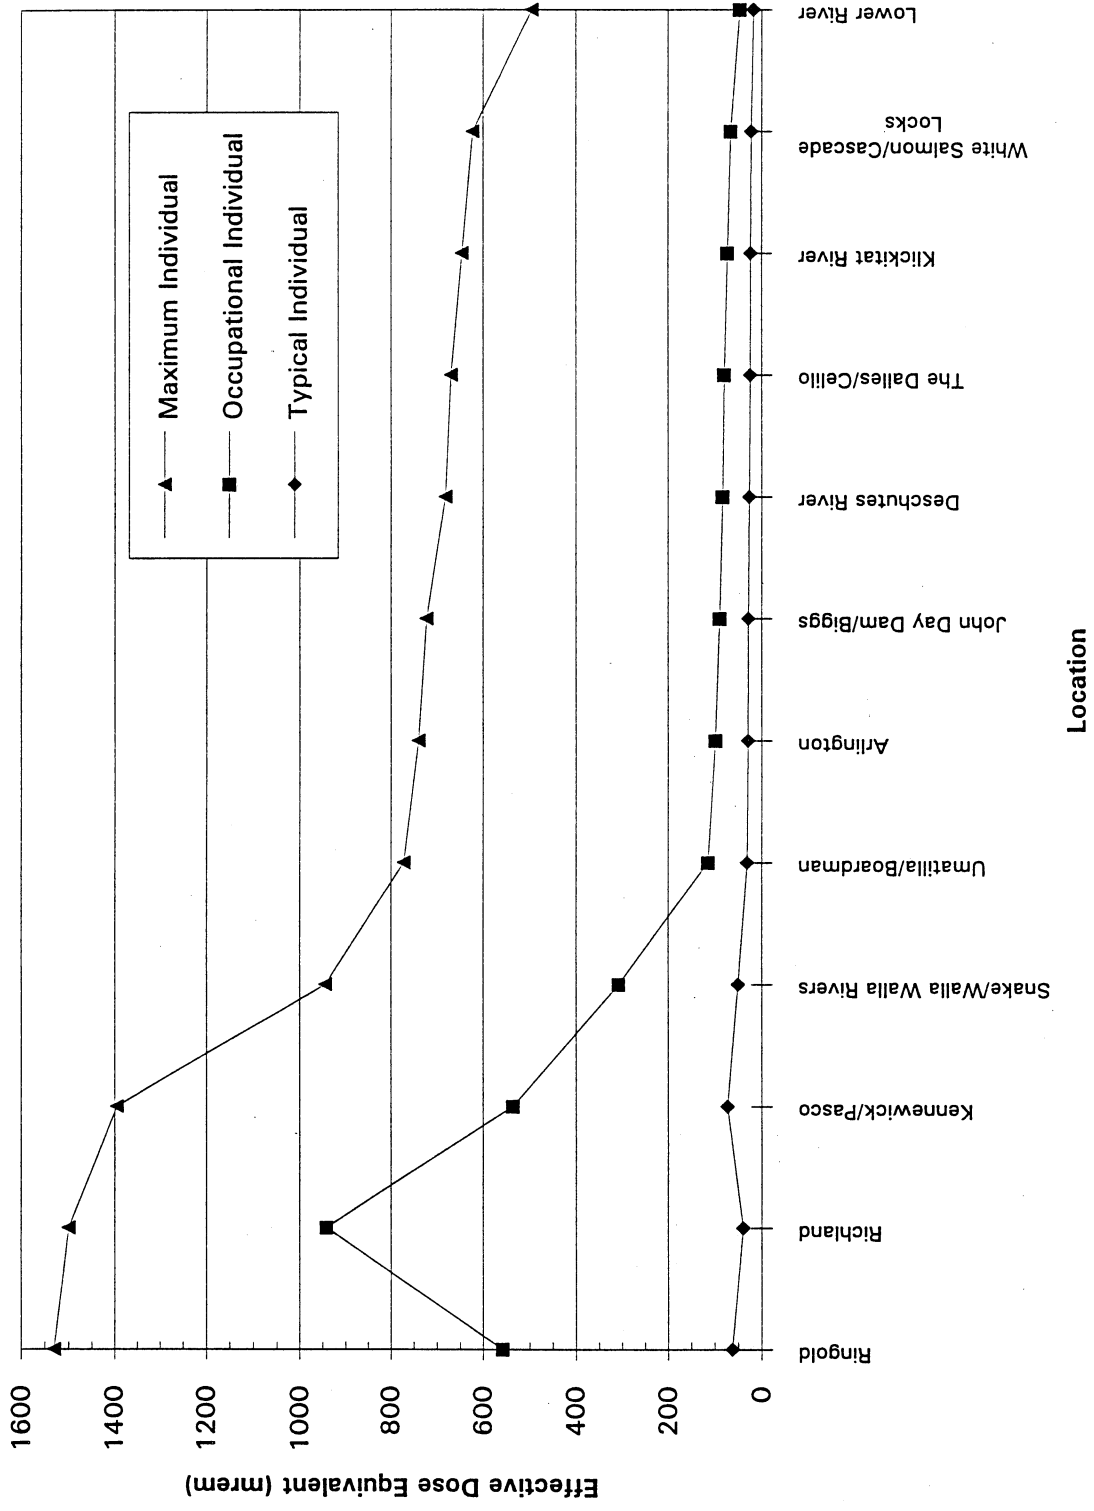 Effective Dose Equivalent (mrem)
1600
1400
1200
1000
800
600
400
200
0
Maximum Individual
Occupational Individual
Typical Individual
Ringold
Richland
Kennewick/Pasco
Snake/Walla Walla Rivers
Umatilla/Boardman
Arlington
John Day Dam/Biggs
Deschutes River
The Dalles/Celilo
Klickitat River
White Salmon/Cascade
Locks
Lower River
Location